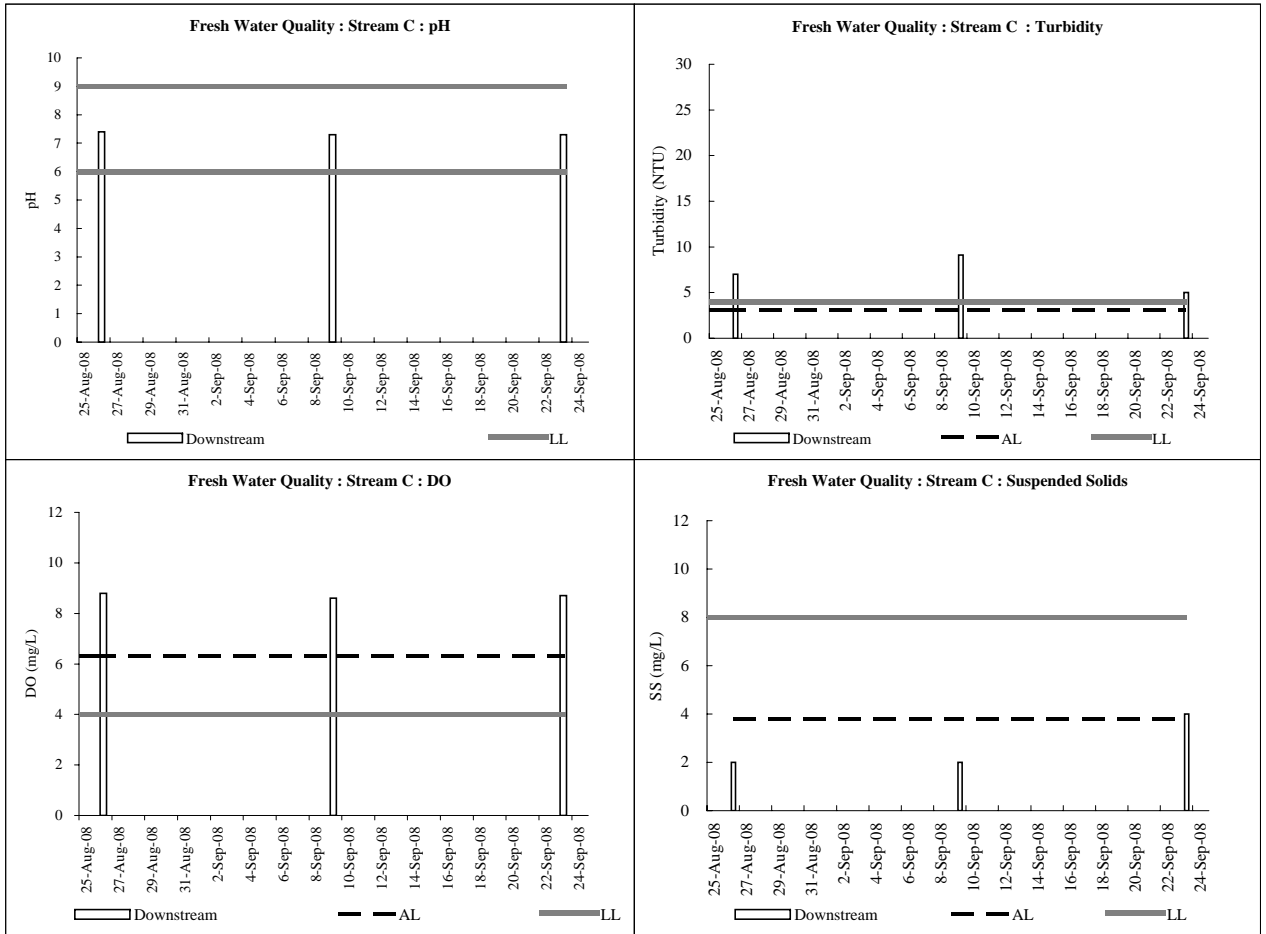 Fresh Water Quality : Stream C : pH
10
9
8
7
6
5
4
3
2
1
0
pH
25-Aug-08
27-Aug-08
29-Aug-08
31-Aug-08
2-Sep-08
4-Sep-08
6-Sep-08
8-Sep-08
10-Sep-08
12-Sep-08
14-Sep-08
16-Sep-08
18-Sep-08
20-Sep-08
22-Sep-08
24-Sep-08
Downstream LL
Fresh Water Quality : Stream C : Turbidity
30
25
20
15
10
5
0
Turbidity (NTU)
25-Aug-08
27-Aug-08
29-Aug-08
31-Aug-08
2-Sep-08
4-Sep-08
6-Sep-08
8-Sep-08
10-Sep-08
12-Sep-08
14-Sep-08
16-Sep-08
18-Sep-08
20-Sep-08
22-Sep-08
24-Sep-08
Downstream AL LL
Fresh Water Quality : Stream C : DO
12
10
8
6
4
2
0
DO (mg/L)
25-Aug-08
27-Aug-08
29-Aug-08
31-Aug-08
2-Sep-08
4-Sep-08
6-Sep-08
8-Sep-08
10-Sep-08
12-Sep-08
14-Sep-08
16-Sep-08
18-Sep-08
20-Sep-08
22-Sep-08
24-Sep-08
Downstream AL LL
Fresh Water Quality : Stream C : Suspended Solids
12
10
8
6
4
2
0
SS (mg/L)
25-Aug-08
27-Aug-08
29-Aug-08
31-Aug-08
2-Sep-08
4-Sep-08
6-Sep-08
8-Sep-08
10-Sep-08
12-Sep-08
14-Sep-08
16-Sep-08
18-Sep-08
20-Sep-08
22-Sep-08
24-Sep-08
Downstream AL LL